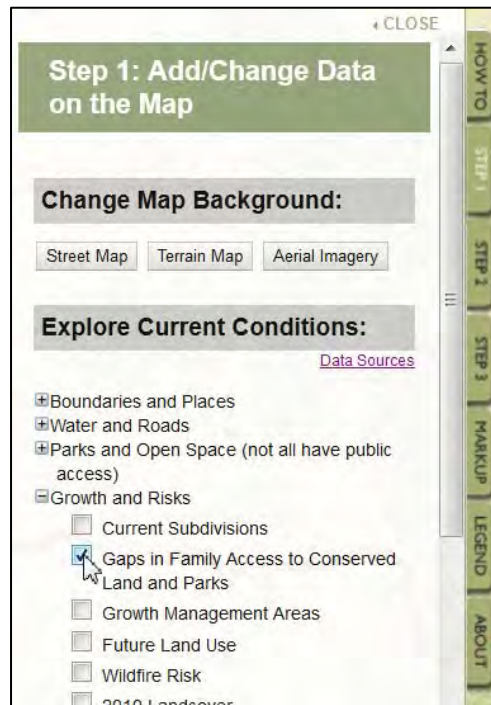 CLOSE
Step 1: Add/Change Data
on the Map
Change Map Background:
Street Map
Terrain Map
Aerial Imagery
Explore Current Conditions:
Data Sources
Boundaries and Places
Water and Roads
Parks and Open Space (not all have public
access)
Growth and Risks
Current Subdivisions
Gaps in Family Access to Conserved
Land and Parks
Growth Management Areas
Future Land Use
Wildfire Risk
2010 Landcover
HOW TO
STEP 1
STEP 2
STEP 3
MARKUP
LEGEND
ABOUT